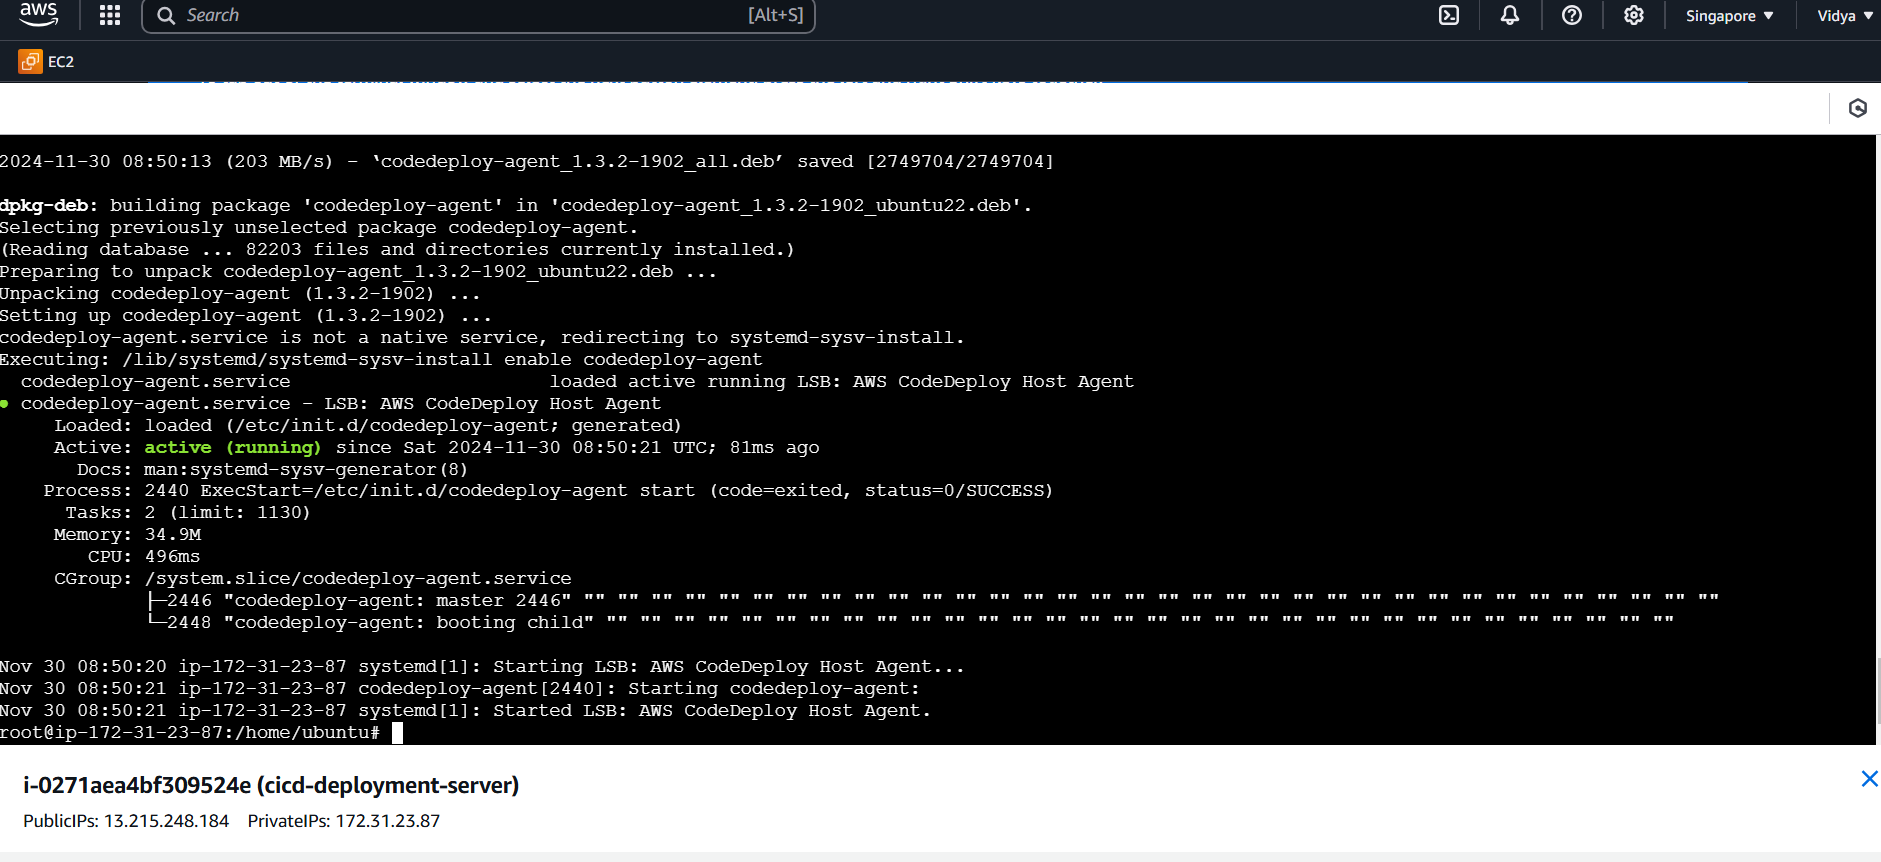 aws
Search [Alt+S]
Singapore
Vidya
EC2
2024-11-30 08:50:13 (203 MB/s) - ‘codedeploy-agent_1.3.2-1902_all.deb’ saved [2749704/2749704]
dpkg-deb: building package 'codedeploy-agent' in 'codedeploy-agent_1.3.2-1902_ubuntu22.deb'.
Selecting previously unselected package codedeploy-agent.
(Reading database ... 82203 files and directories currently installed.)
Preparing to unpack codedeploy-agent_1.3.2-1902_ubuntu22.deb ...
Unpacking codedeploy-agent (1.3.2-1902) ...
Setting up codedeploy-agent (1.3.2-1902) ...
codedeploy-agent.service is not a native service, redirecting to systemd-sysv-install.
Executing: /lib/systemd/systemd-sysv-install enable codedeploy-agent
codedeploy-agent.service loaded active running LSB: AWS CodeDeploy Host Agent
● codedeploy-agent.service - LSB: AWS CodeDeploy Host Agent
Loaded: loaded (/etc/init.d/codedeploy-agent; generated)
Active: active (running) since Sat 2024-11-30 08:50:21 UTC; 81ms ago
Docs: man:systemd-sysv-generator(8)
Process: 2440 ExecStart=/etc/init.d/codedeploy-agent start (code=exited, status=0/SUCCESS)
Tasks: 2 (limit: 1130)
Memory: 34.9M
CPU: 496ms
CGroup: /system.slice/codedeploy-agent.service
├─2446 "codedeploy-agent: master 2446" "" "" "" "" "" "" "" "" "" "" "" "" "" "" "" "" "" "" "" "" "" "" "" "" "" "" "" "" "" "" "" "" "" ""
└─2448 "codedeploy-agent: booting child" "" "" "" "" "" "" "" "" "" "" "" "" "" "" "" "" "" "" "" "" "" "" "" "" "" "" "" "" "" "" "" ""
Nov 30 08:50:20 ip-172-31-23-87 systemd[1]: Starting LSB: AWS CodeDeploy Host Agent...
Nov 30 08:50:21 ip-172-31-23-87 codedeploy-agent[2440]: Starting codedeploy-agent:
Nov 30 08:50:21 ip-172-31-23-87 systemd[1]: Started LSB: AWS CodeDeploy Host Agent.
root@ip-172-31-23-87:/home/ubuntu#
i-0271aea4bf309524e (cicd-deployment-server)
PublicIPs: 13.215.248.184 PrivateIPs: 172.31.23.87